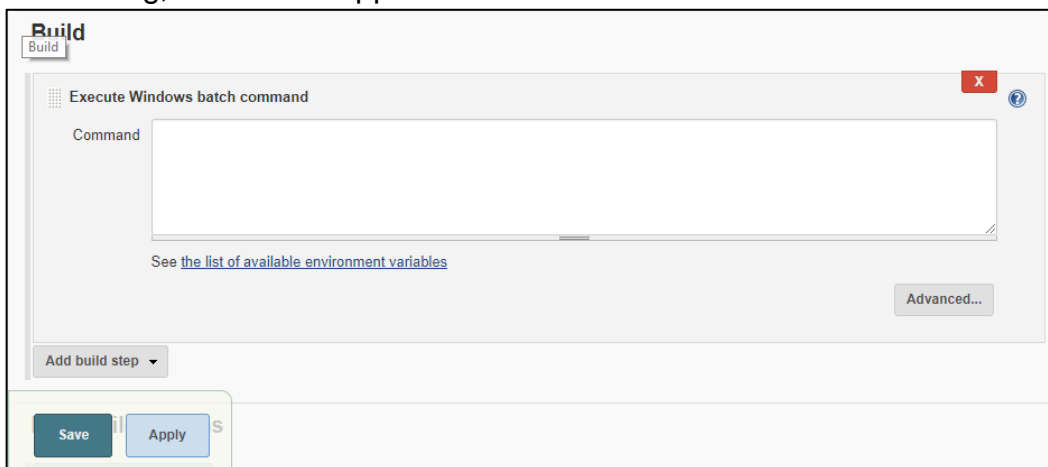 Build
Build
Execute Windows batch command
X
Command
See the list of available environment variables
Advanced...
Add build step
Save
Apply